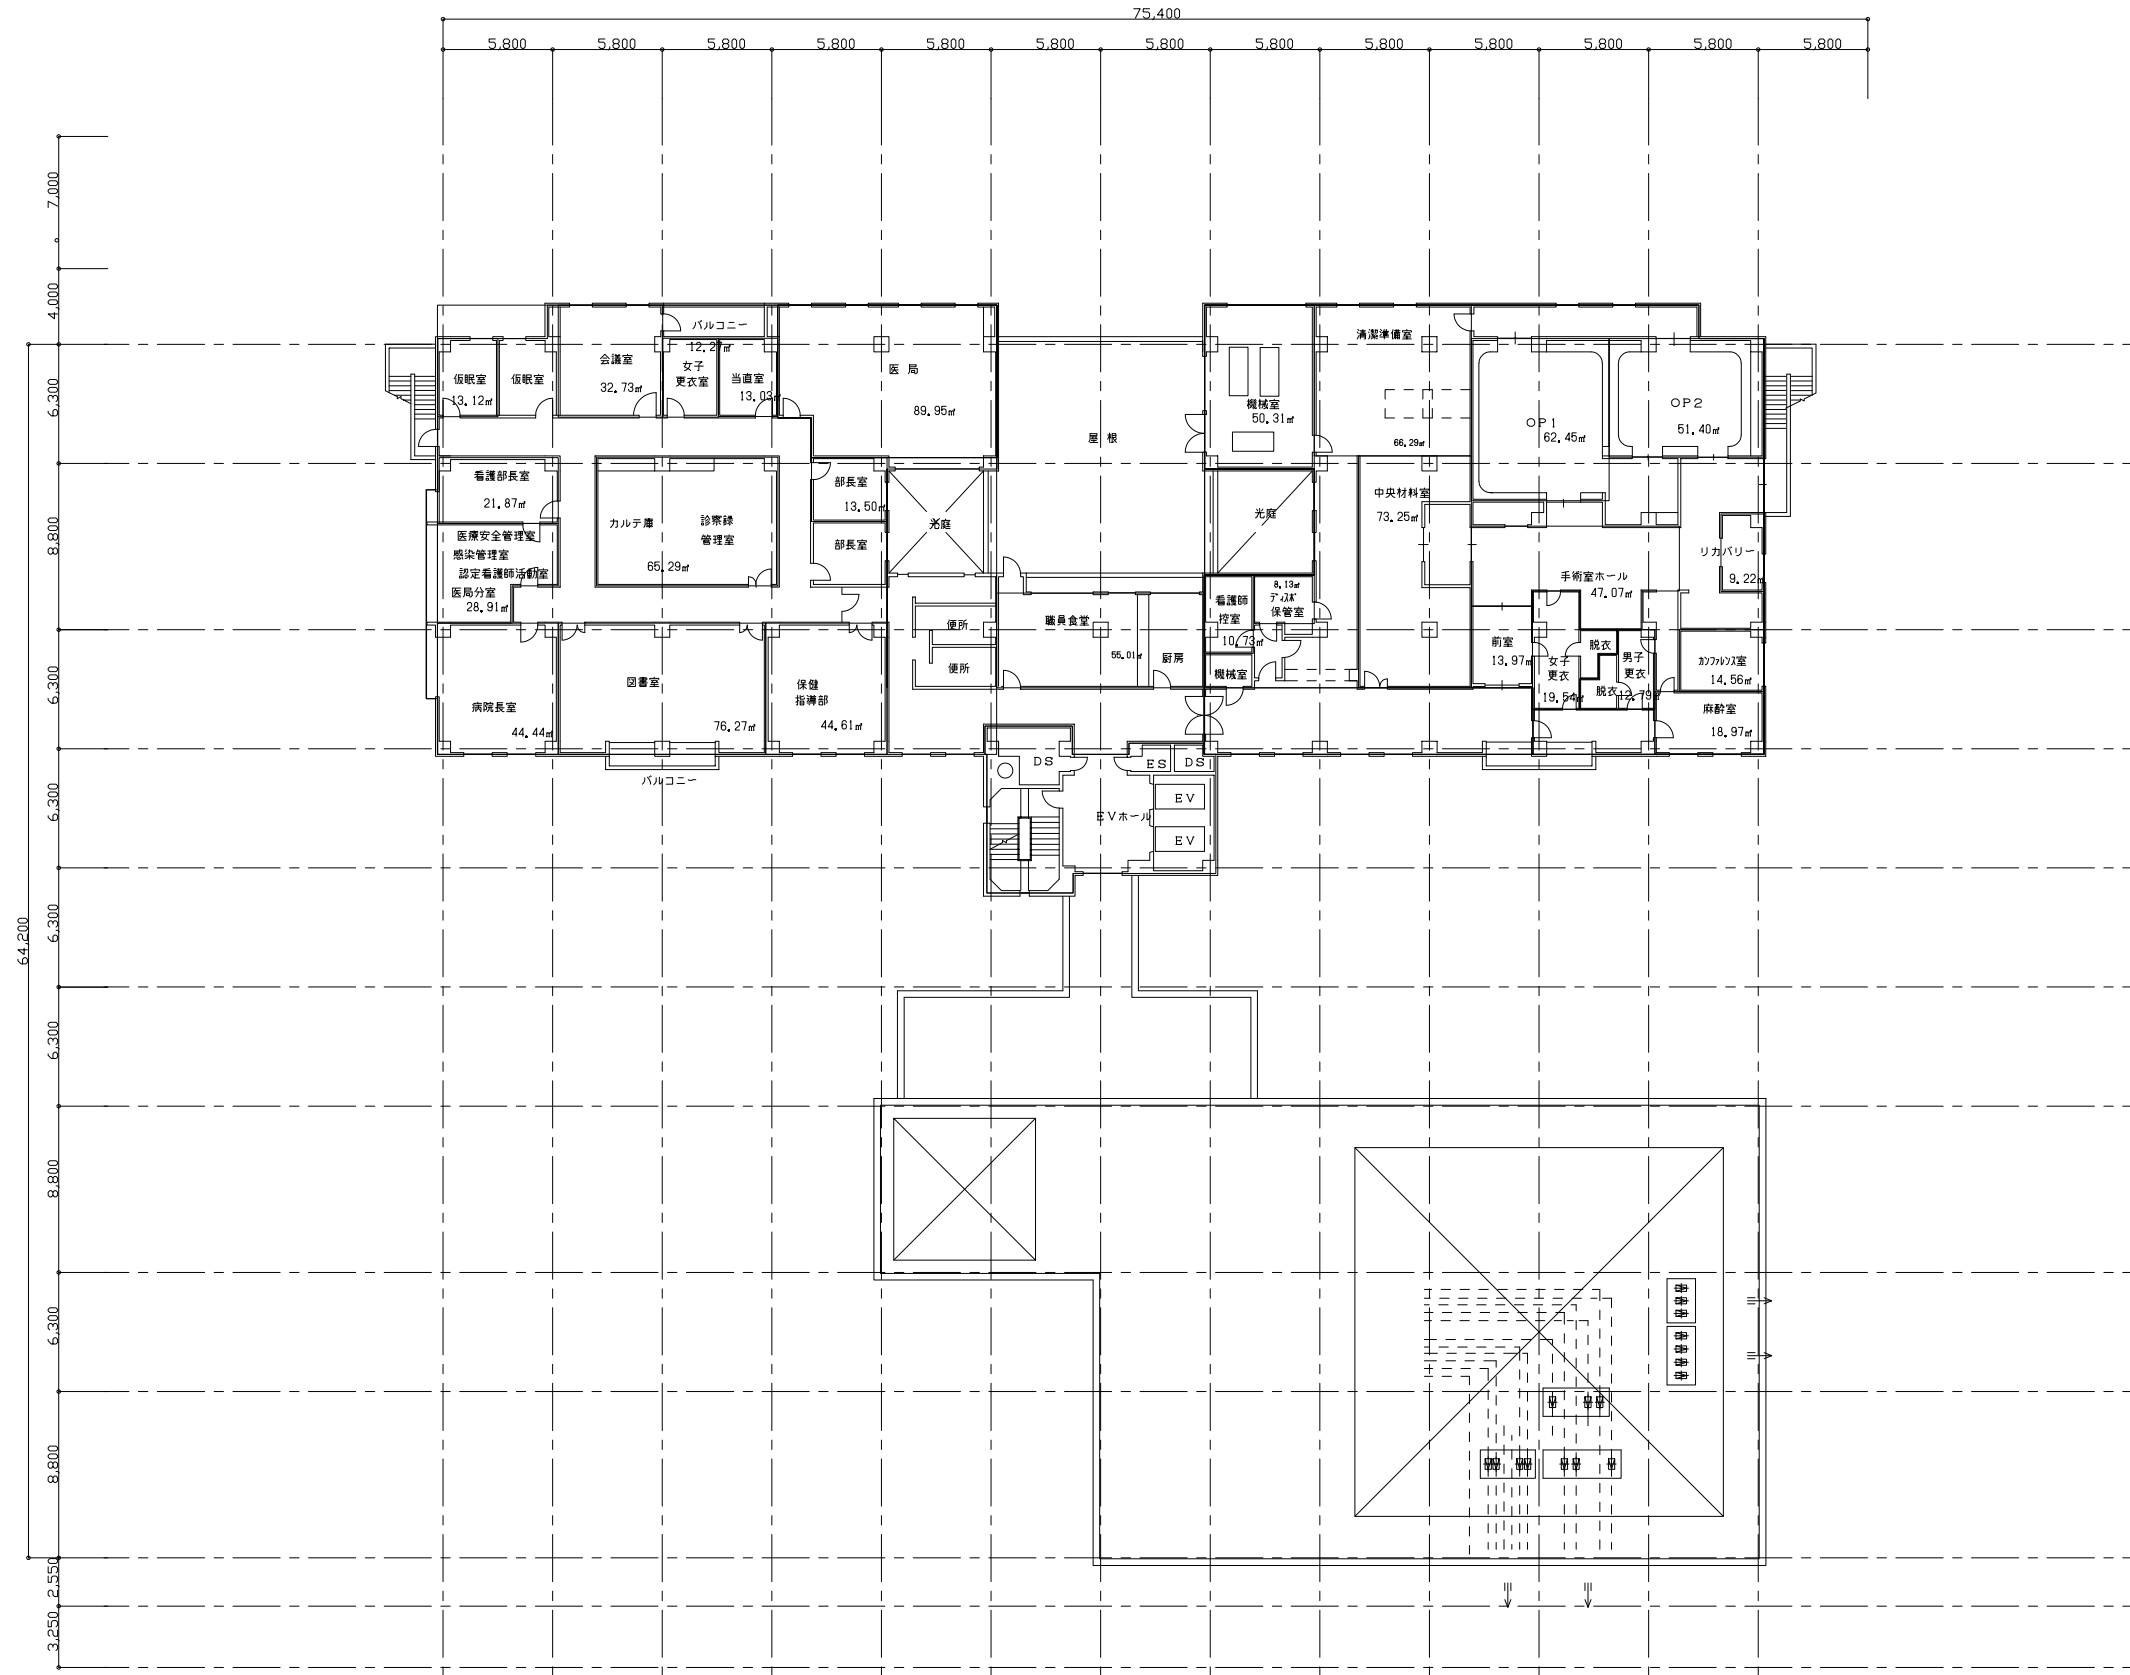 75,400
5,800 5,800 5,800 5,800 5,800 5,800 5,800 5,800 5,800 5,800 5,800 5,800 5,800
7,000
4,000
6,300
8,800
6,300
6,300
6,300
6,300
8,800
6,300
8,800
2,550
3,250
64,200
バルコニー
仮眠室
13.12㎡
仮眠室
会議室
32.73㎡
12.27㎡
女子
更衣室
当直室
13.03㎡
医局
89.95㎡
看護部長室
21.87㎡
医療安全管理室
感染管理室
認定看護師活動室
医局分室
28.91㎡
カルテ庫
診察録
管理室
65.29㎡
部長室
13.50㎡
部長室
光庭
病院長室
44.44㎡
図書室
76.27㎡
保健
指導部
44.61㎡
バルコニー
便所
便所
屋根
職員食堂
55.01㎡
厨房
機械室
50.31㎡
清潔準備室
66.29㎡
光庭
中央材料室
73.25㎡
看護師
控室
10.73㎡
8.13㎡
ディスポ
保管室
機械室
OP1
62.45㎡
OP2
51.40㎡
リカバリー
9.22㎡
手術室ホール
47.07㎡
前室
13.97㎡
女子
更衣
19.54㎡
脱衣
脱衣
男子
更衣
12.79㎡
カンファレンス室
14.56㎡
麻酔室
18.97㎡
DS
ES
DS
EV
EVホール
EV